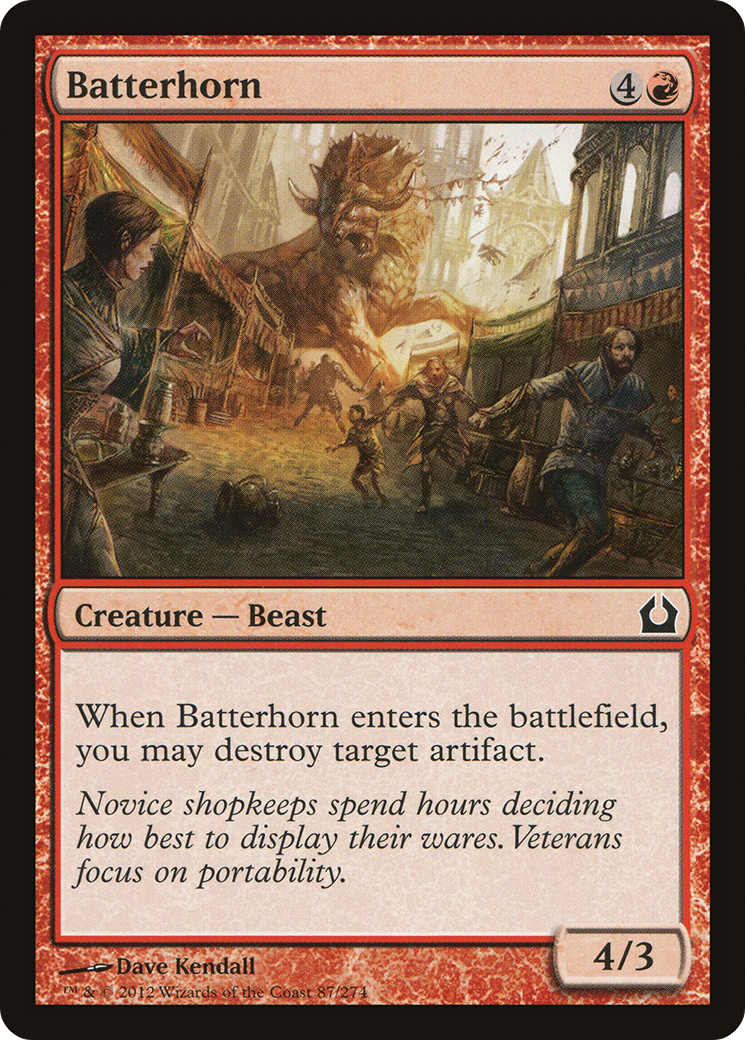 Batterhorn 4
Creature — Beast
When Batterhorn enters the battlefield,
you may destroy target artifact.
Novice shopkeeps spend hours deciding
how best to display their wares. Veterans
focus on portability.
4/3
Dave Kendall
™ & © 2012 Wizards of the Coast 87/274